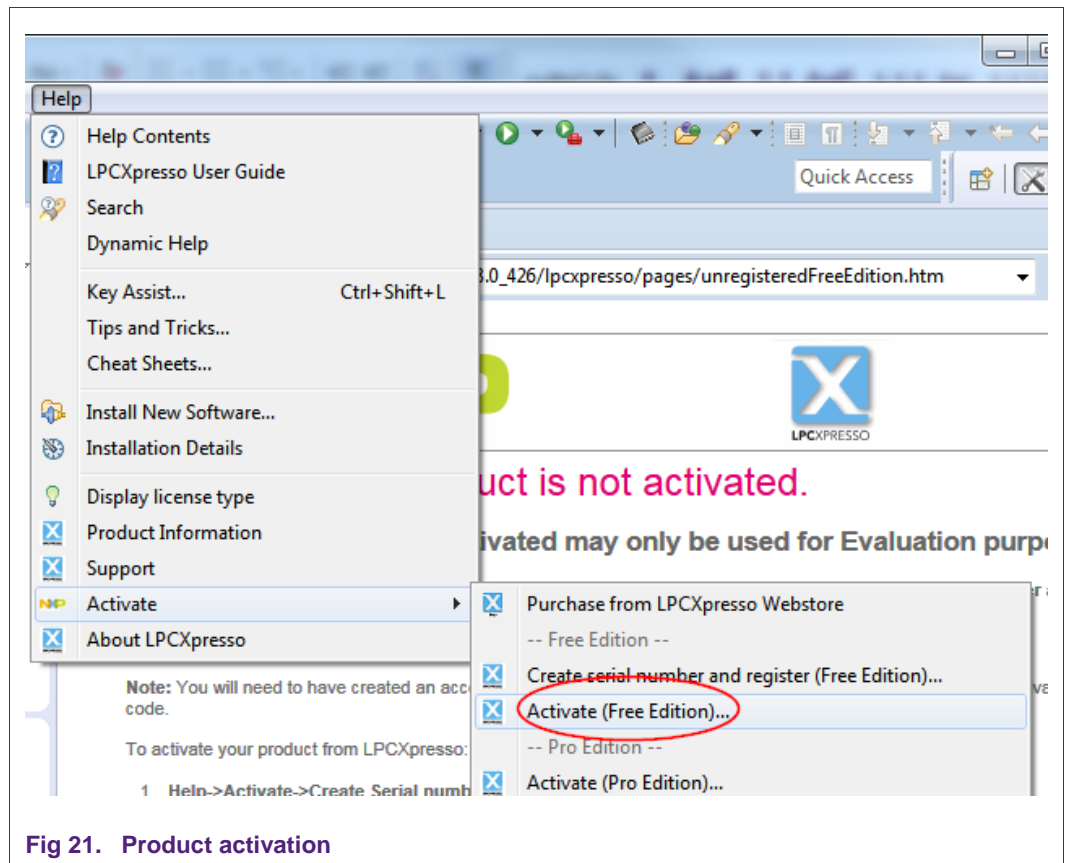 Help
Help Contents
LPCXpresso User Guide
Search
Dynamic Help
Key Assist... Ctrl+Shift+L
Tips and Tricks...
Cheat Sheets...
Install New Software...
Installation Details
Display license type
Product Information
Support
NXP Activate
About LPCXpresso
Quick Access
3.0_426/lpcxpresso/pages/unregisteredFreeEdition.htm
LPCXPRESSO
uct is not activated.
ivated may only be used for Evaluation purp
Purchase from LPCXpresso Webstore
-- Free Edition --
Create serial number and register (Free Edition)...
Activate (Free Edition)...
-- Pro Edition --
Activate (Pro Edition)...
Note: You will need to have created an acc
code.
To activate your product from LPCXpresso:
1. Help->Activate->Create Serial numb
Fig 21. Product activation